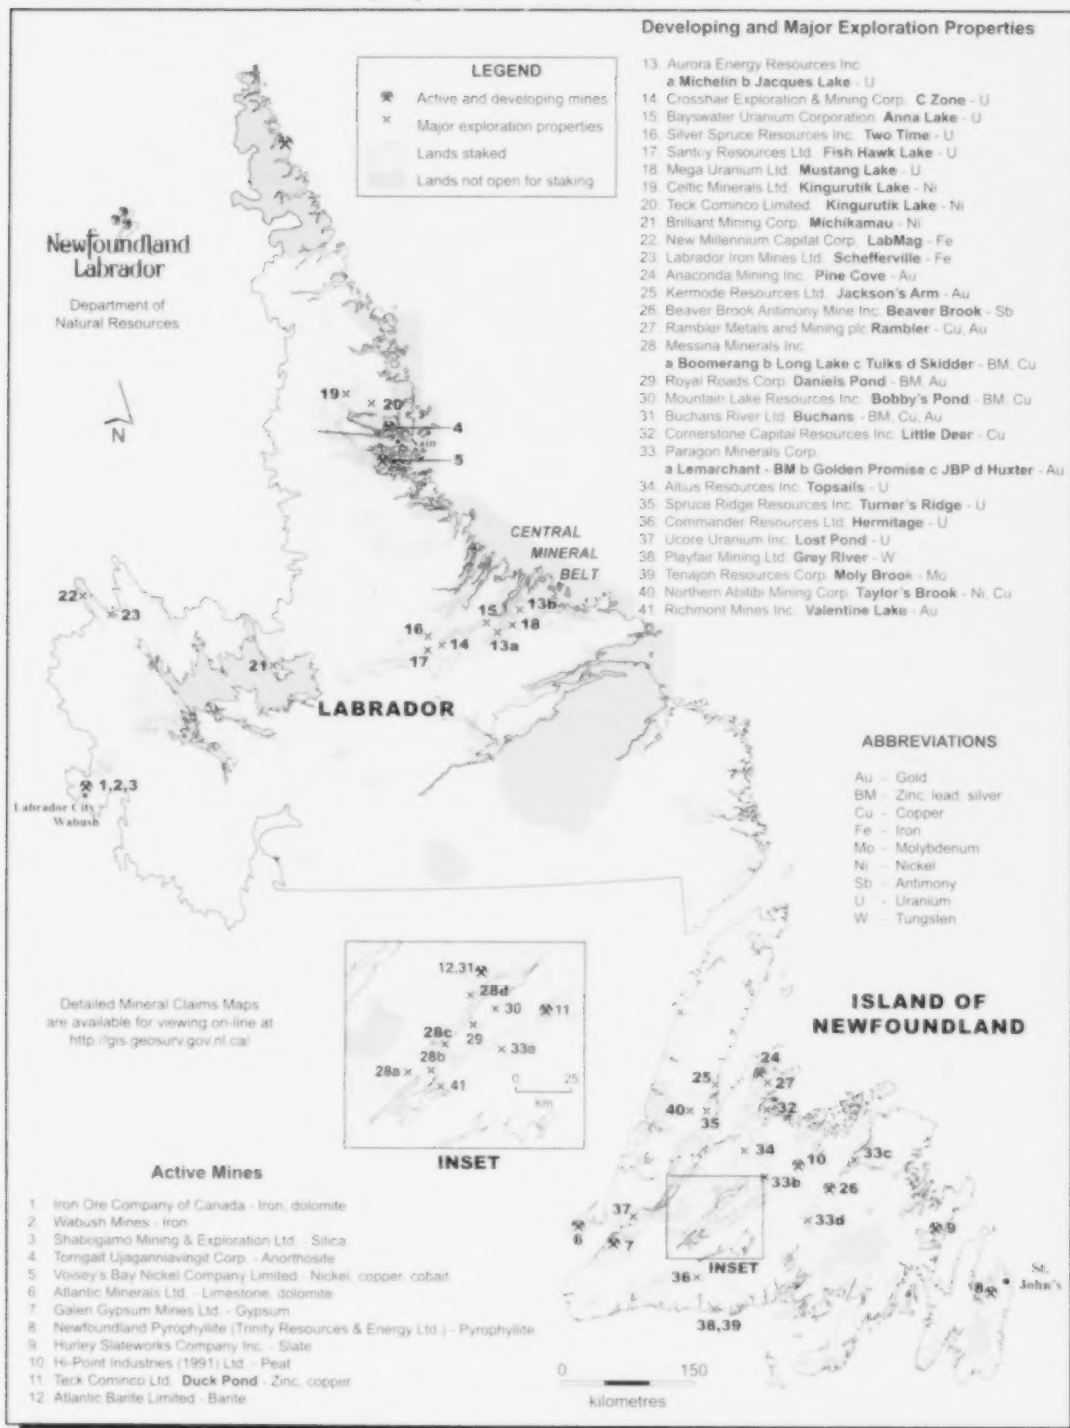 Developing and Major Exploration Properties
13 Aurora Energy Resources Inc.
a Michelin b Jacques Lake - U
14 Crosshair Exploration & Mining Corp. C Zone - U
15 Bayswater Uranium Corporation Anna Lake - U
16 Silver Spruce Resources Inc. Two Time - U
17 Santoy Resources Ltd. Fish Hawk Lake - U
18 Mega Uranium Ltd. Mustang Lake - U
19 Celtic Minerals Ltd. Kingurutik Lake - Ni
20 Teck Cominco Limited Kingurutik Lake - Ni
21 Brilliant Mining Corp. Michikamau - Ni
22 New Millennium Capital Corp. LabMag - Fe
23 Labrador Iron Mines Ltd. Schefferville - Fe
24 Anaconda Mining Inc. Pine Cove - Au
25 Kermode Resources Ltd. Jackson's Arm - Au
26 Beaver Brook Antimony Mine Inc. Beaver Brook - Sb
27 Rambler Metals and Mining plc Rambler - Cu, Au
28 Messina Minerals Inc.
a Boomerang b Long Lake c Tulks d Skidder - BM, Cu
29 Royal Roads Corp. Daniels Pond - BM, Au
30 Mountain Lake Resources Inc. Bobby's Pond - BM, Cu
31 Buchans River Ltd. Buchans - BM, Cu, Au
32 Cornerstone Capital Resources Inc. Little Deer - Cu
33 Paragon Minerals Corp.
a Lemarchant - BM b Golden Promise c JBP d Huxter - Au
34 Altius Resources Inc. Topsails - U
35 Spruce Ridge Resources Inc. Turner's Ridge - U
36 Commander Resources Ltd. Hermitage - U
37 Ucore Uranium Inc. Lost Pond - U
38 Playfair Mining Ltd. Grey River - W
39 Tenajon Resources Corp. Moly Brook - Mo
40 Northern Abitibi Mining Corp. Taylor's Brook - Ni, Cu
41 Richmont Mines Inc. Valentine Lake - Au
LEGEND
Active and developing mines
Major exploration properties
Lands staked
Lands not open for staking
Newfoundland
Labrador
Department of
Natural Resources
N
19
20
4
Nain
5
CENTRAL
MINERAL
BELT
22
23
15
13b
18
16
14
13a
17
21
LABRADOR
1,2,3
Labrador City
Wabush
ABBREVIATIONS
Au - Gold
BM - Zinc, lead, silver
Cu - Copper
Fe - Iron
Mo - Molybdenum
Ni - Nickel
Sb - Antimony
U - Uranium
W - Tungsten
Detailed Mineral Claims Maps
are available for viewing on-line at
http://gis.geosurv.gov.nl.ca/
12,31
28d
30
11
28c
29
33a
28b
28a
41
0 25
km
INSET
ISLAND OF
NEWFOUNDLAND
24
25
27
40
35
32
34
10
33c
33b
26
37
33d
6
7
9
INSET
36
8
St.
John's
38,39
0 150
kilometres
Active Mines
1 Iron Ore Company of Canada - Iron, dolomite
2 Wabush Mines - Iron
3 Shabogamo Mining & Exploration Ltd. - Silica
4 Torngait Ujaganniavingit Corp. - Anorthosite
5 Voisey's Bay Nickel Company Limited - Nickel, copper, cobalt
6 Atlantic Minerals Ltd. - Limestone, dolomite
7 Galen Gypsum Mines Ltd. - Gypsum
8 Newfoundland Pyrophyllite (Trinity Resources & Energy Ltd.) - Pyrophyllite
9 Hurley Slateworks Company Inc. - Slate
10 Hi-Point Industries (1991) Ltd. - Peat
11 Teck Cominco Ltd. Duck Pond - Zinc, copper
12 Atlantic Barite Limited - Barite